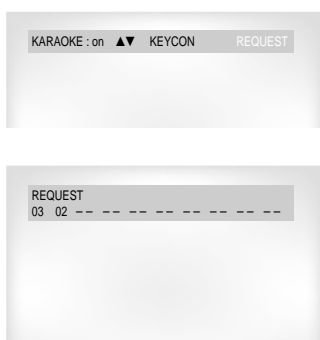 KARAOKE : on ▲▼ KEYCON REQUEST
REQUEST
03 02 – – – – – – – – – – – – – – – –